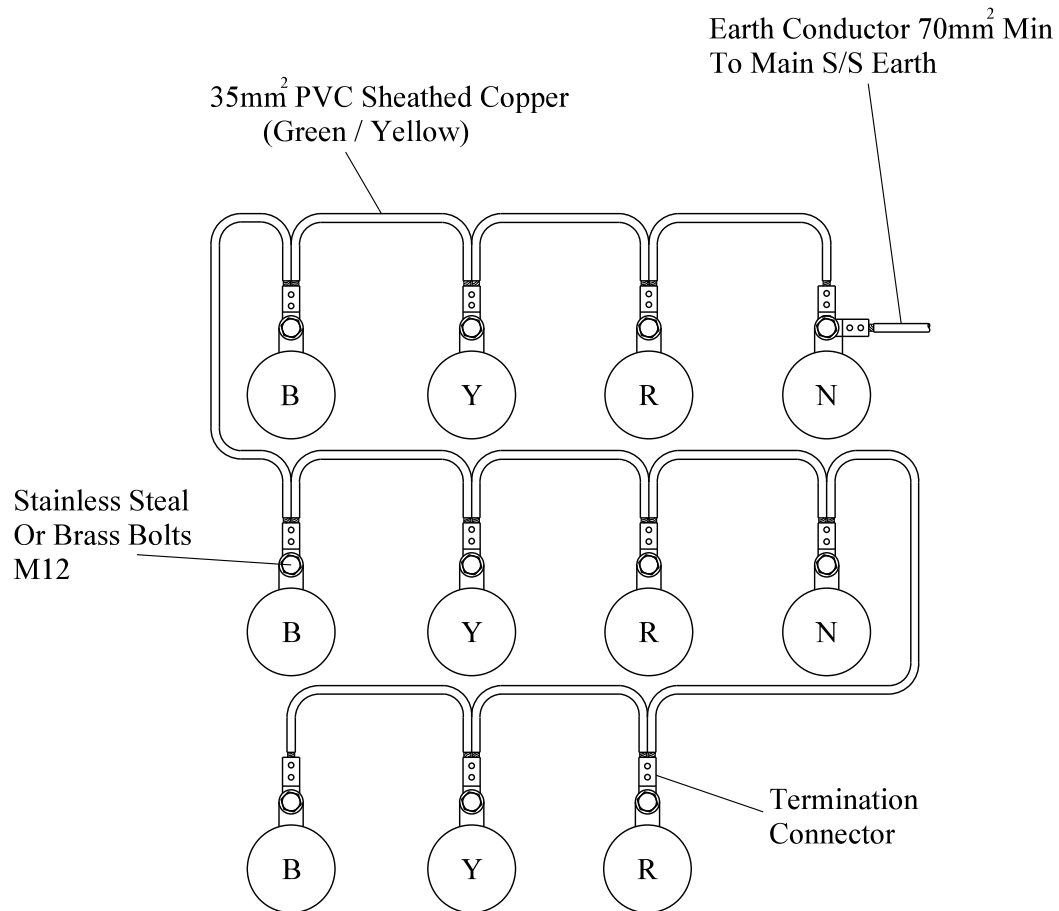 Earth Conductor 70mm² Min
To Main S/S Earth
35mm² PVC Sheathed Copper
(Green / Yellow)
B Y R N
Stainless Steal
Or Brass Bolts
M12
B Y R N
Termination
Connector
B Y R